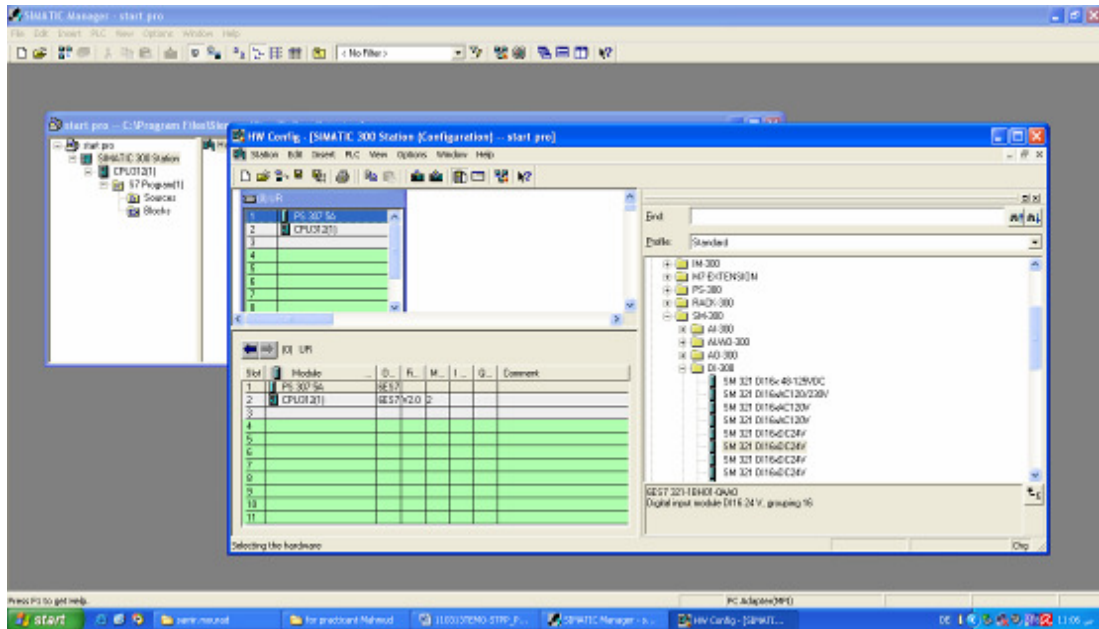 SIMATIC Manager - start pro
File Edit Insert PLC View Options Window Help
< No Filter >
start pro -- C:\Program Files\
start pro
SIMATIC 300 Station
CPU312(1)
S7 Program(1)
Sources
Blocks
HW Config - [SIMATIC 300 Station (Configuration) -- start pro]
Station Edit Insert PLC View Options Window Help
(0) UR
1 PS 307 5A
2 CPU312(1)
3
4
5
6
7
8
Find:
Profile: Standard
IM-300
M7-EXTENSION
PS-300
RACK-300
SM-300
AI-300
AI/AO-300
AO-300
DI-300
SM 321 DI16x 48-125VDC
SM 321 DI16xAC120/230V
SM 321 DI16xAC120V
SM 321 DI16xAC120V
SM 321 DI16xDC24V
SM 321 DI16xDC24V
SM 321 DI16xDC24V
SM 321 DI16xDC24V
6ES7 321-1BH01-0AA0
Digital input module DI16 24 V, grouping 16
(0) UR
Slot Module ... O... Fi... M... I... Q... Comment
1 PS 307 5A 6ES7
2 CPU312(1) 6ES7 V2.0 2
3
4
5
6
7
8
9
10
11
Selecting the hardware
Chg
Press F1 to get Help.
PC Adapter(MPI)
start
for practicant Mahmud
SIMATIC Manager - s...
HW Config - [SIMATI...
DE
11:06